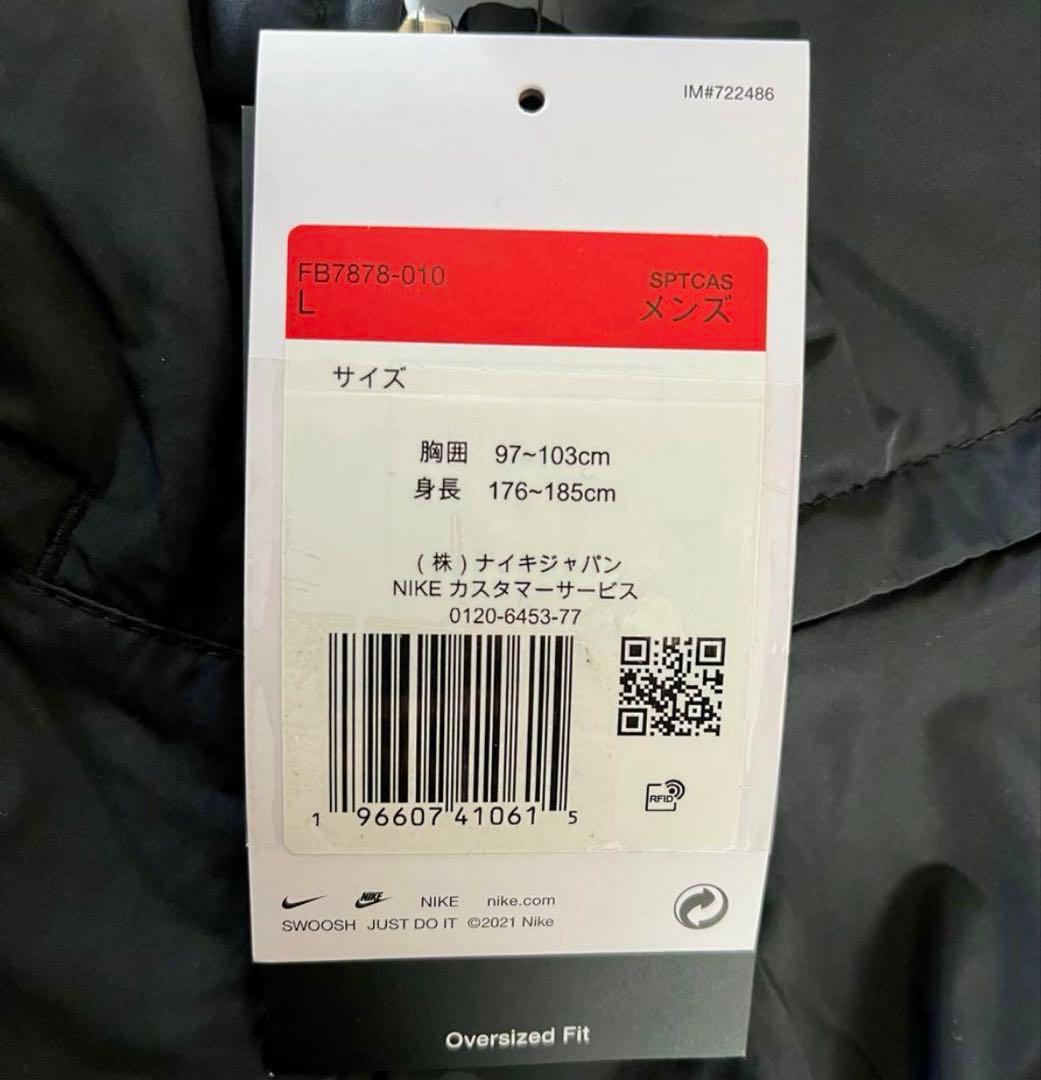 IM#722486
FB7878-010
L
SPTCAS
メンズ
サイズ
胸囲 97~103cm
身長 176~185cm
(株)ナイキジャパン
NIKE カスタマーサービス
0120-6453-77
1 96607 41061 5
RFID
NIKE NIKE nike.com
SWOOSH JUST DO IT ©2021 Nike
Oversized Fit